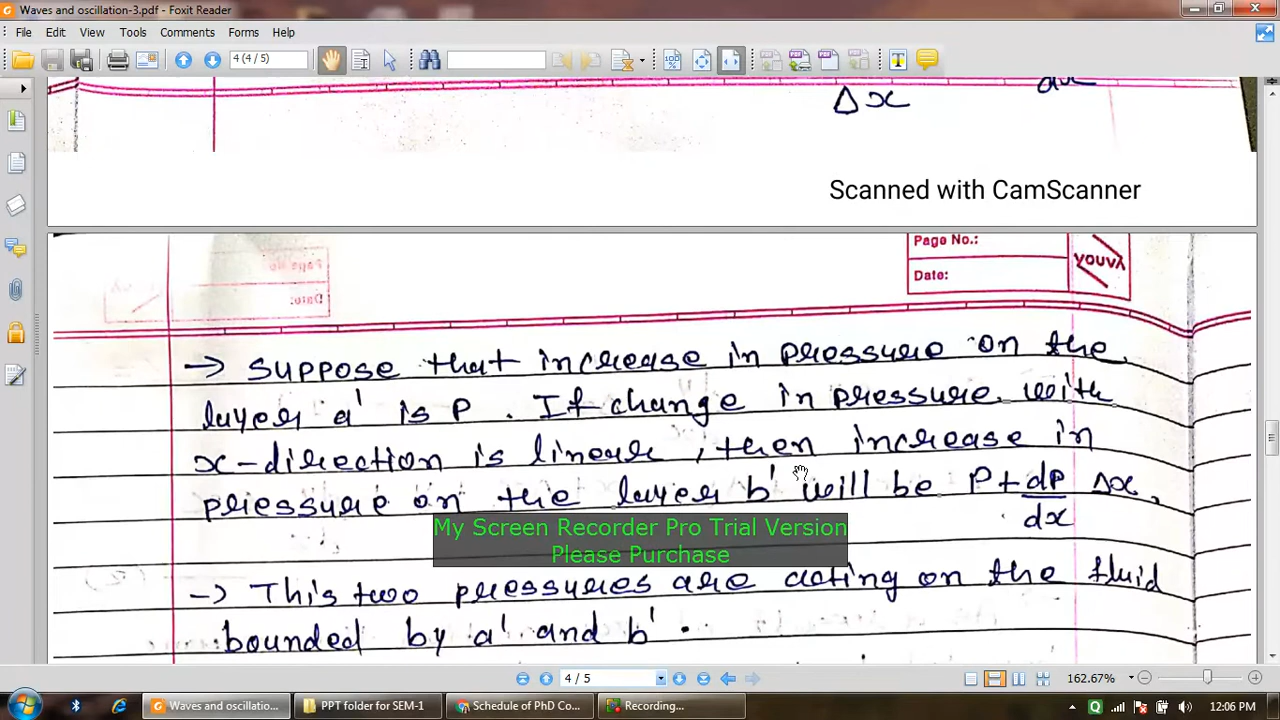 Waves and oscillation-3.pdf - Foxit Reader
File Edit View Tools Comments Forms Help
4 (4 / 5)
Δx
Scanned with CamScanner
Page No.:
Date:
YOUVA
→ Suppose that increase in pressure on the
layer a' is P. If change in pressure with
x-direction is linear, then increase in
pressure on the layer b' will be P + dp/dx Δx.
My Screen Recorder Pro Trial Version
Please Purchase
→ This two pressures are acting on the fluid
bounded by a' and b'.
4 / 5
162.67%
Waves and oscillatio...
PPT folder for SEM-1
Schedule of PhD Co...
Recording...
12:06 PM